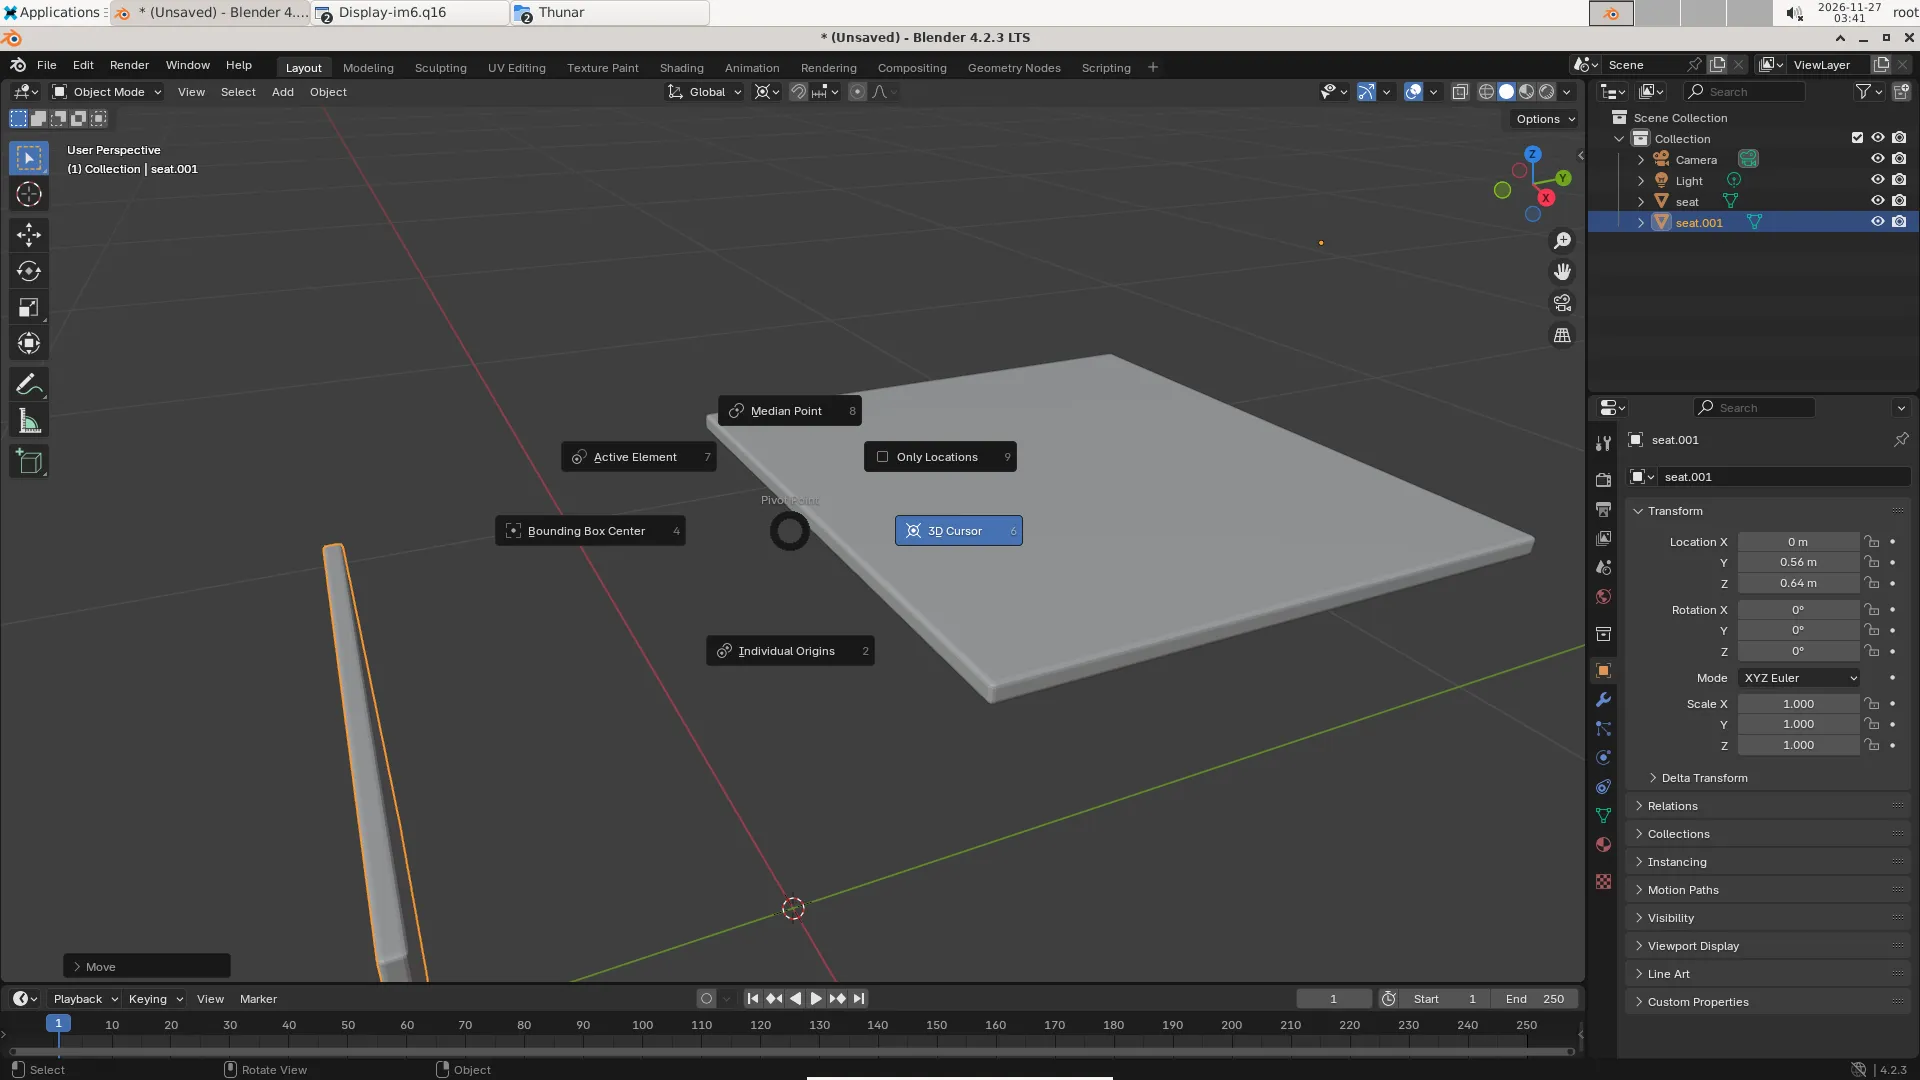 Applications
* (Unsaved) - Blender 4....
2
Display-im6.q16
2
Thunar
2026-11-27
03:41
root
* (Unsaved) - Blender 4.2.3 LTS
File
Edit
Render
Window
Help
Layout
Modeling
Sculpting
UV Editing
Texture Paint
Shading
Animation
Rendering
Compositing
Geometry Nodes
Scripting
Scene
ViewLayer
Object Mode
View
Select
Add
Object
Global
Search
Options
User Perspective
(1) Collection | seat.001
Z
Y
X
Scene Collection
Collection
Camera
Light
seat
seat.001
Median Point 8
Active Element 7
Only Locations 9
Pivot Point
Bounding Box Center 4
3D Cursor 6
Individual Origins 2
Move
Search
seat.001
seat.001
Transform
Location X 0 m
Y 0.56 m
Z 0.64 m
Rotation X 0°
Y 0°
Z 0°
Mode XYZ Euler
Scale X 1.000
Y 1.000
Z 1.000
Delta Transform
Relations
Collections
Instancing
Motion Paths
Visibility
Viewport Display
Line Art
Custom Properties
Playback
Keying
View
Marker
1
Start 1
End 250
1 10 20 30 40 50 60 70 80 90 100 110 120 130 140 150 160 170 180 190 200 210 220 230 240 250
Select
Rotate View
Object
4.2.3